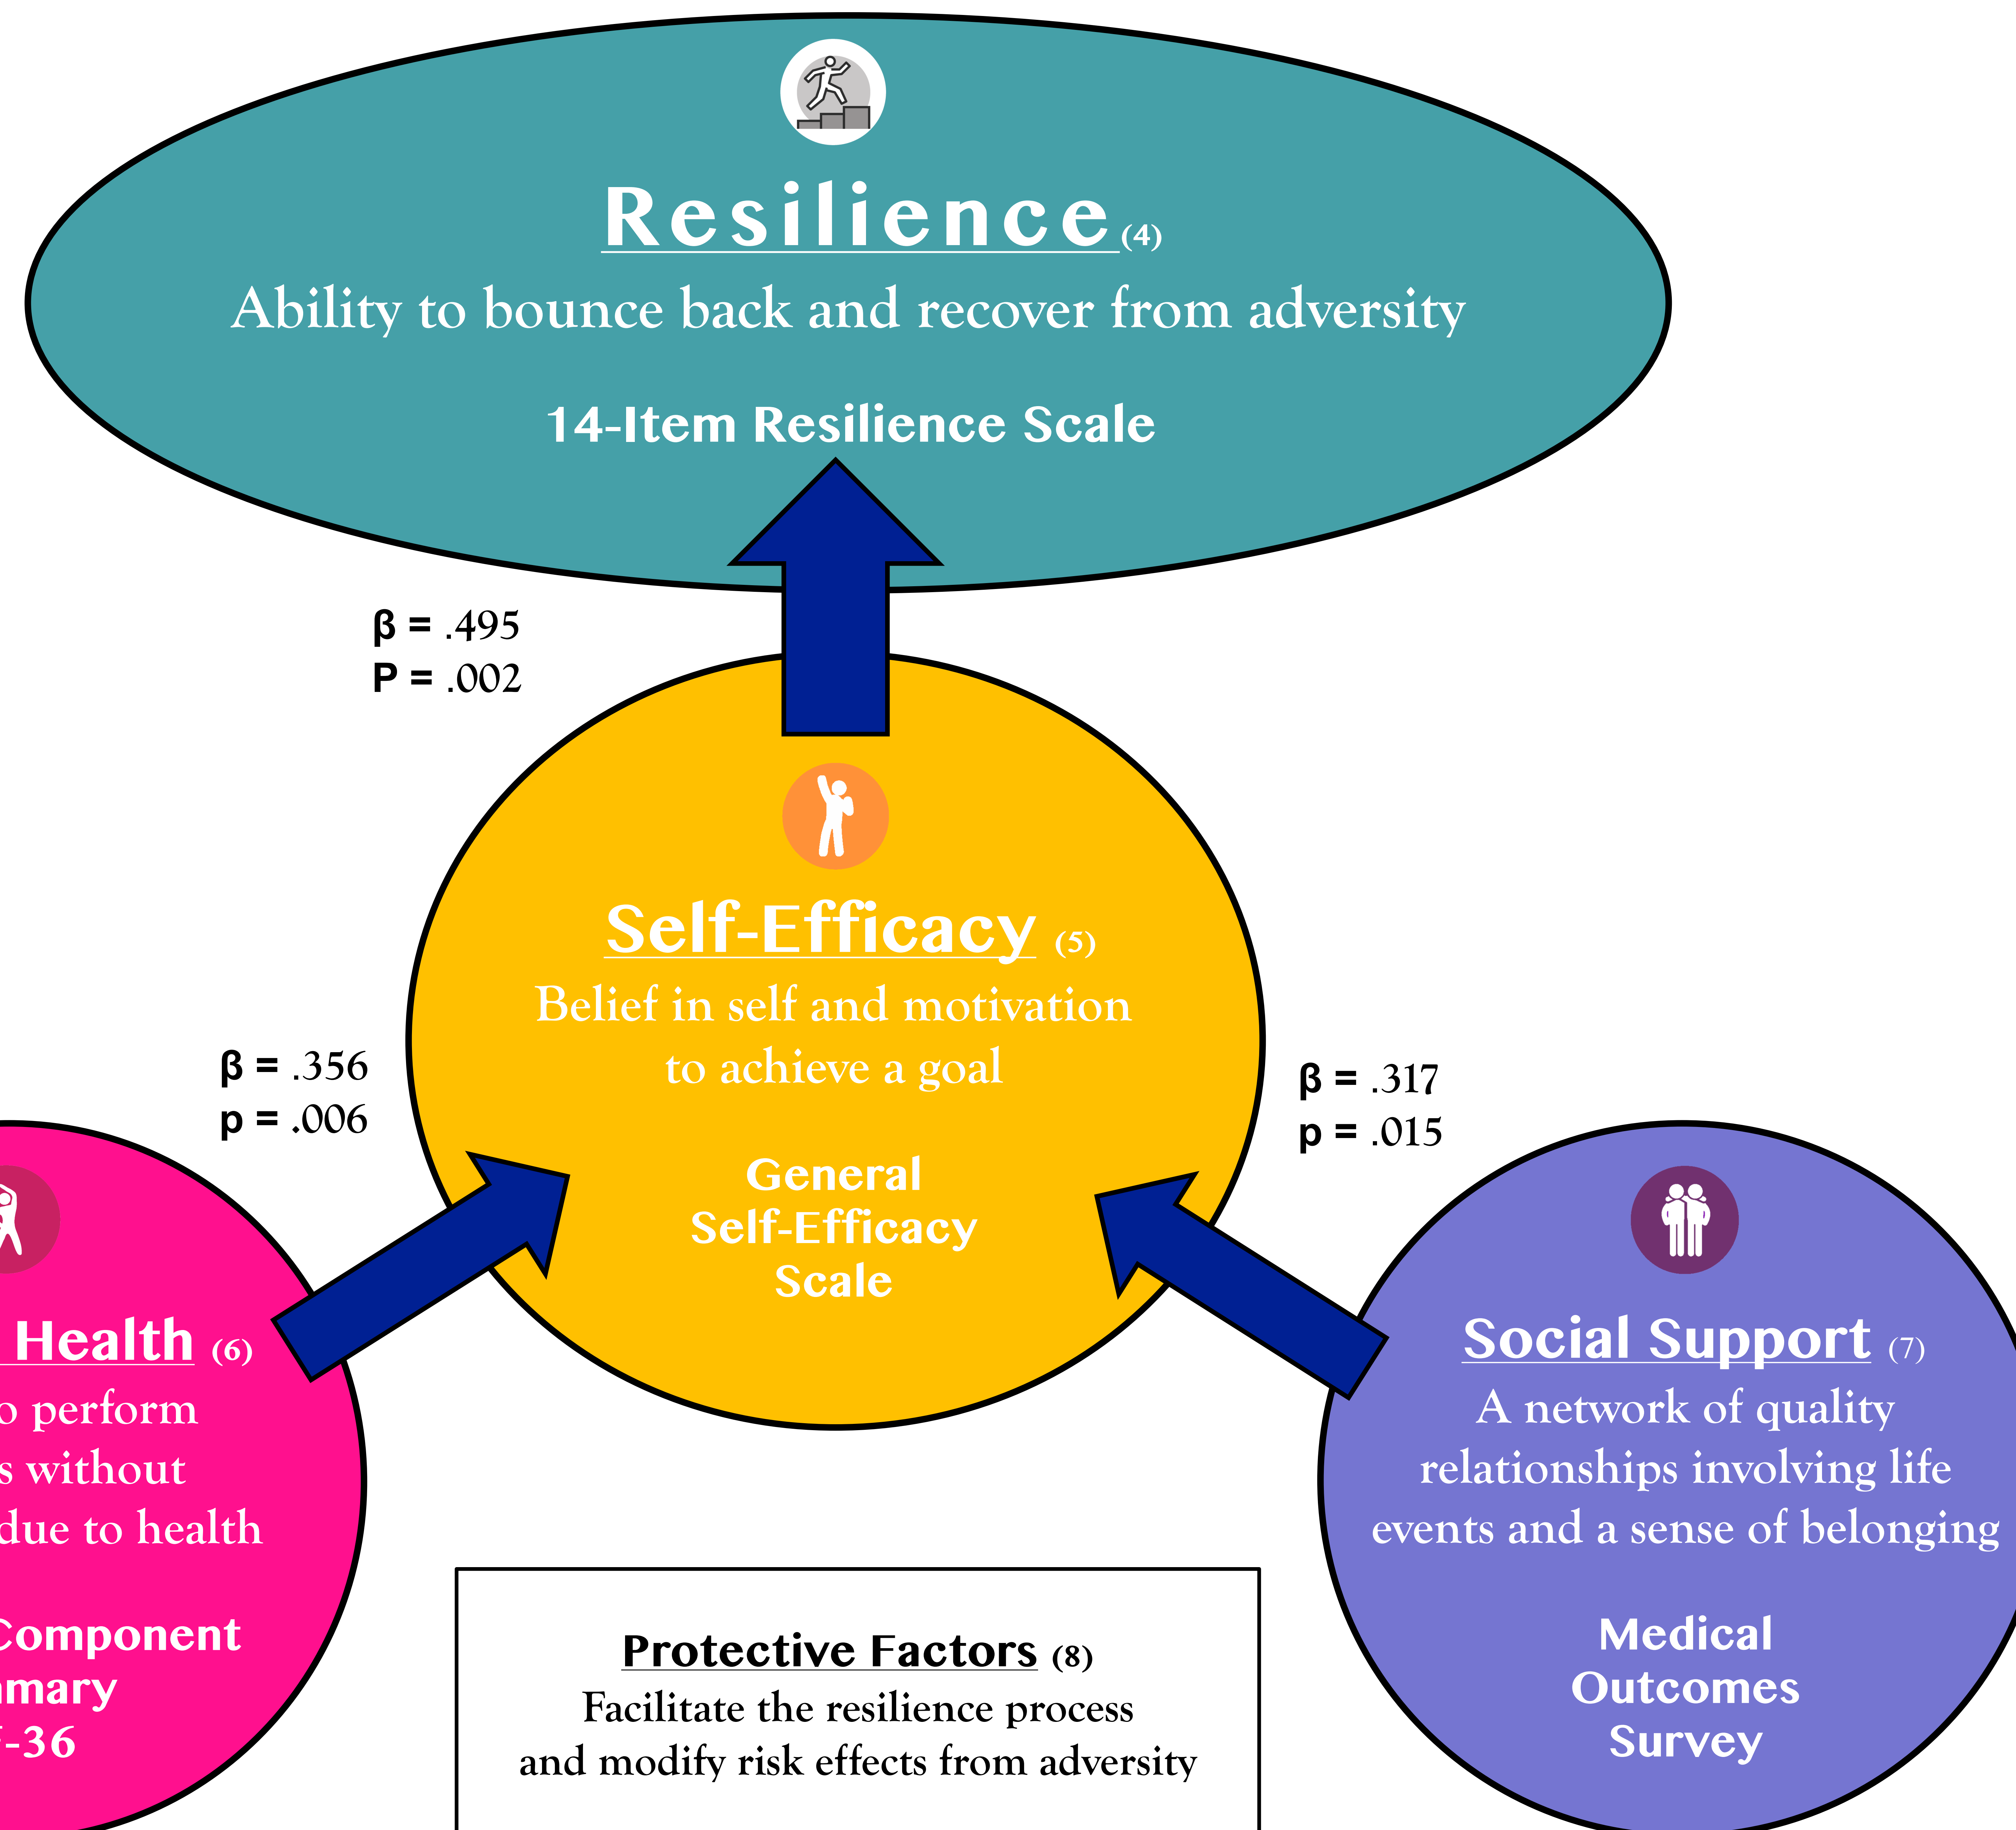 Resilience (4)
Ability to bounce back and recover from adversity
14-Item Resilience Scale
β = .495
P = .002
Self-Efficacy (5)
Belief in self and motivation
to achieve a goal
General
Self-Efficacy
Scale
β = .356
p = .006
β = .317
p = .015
Health (6)
perform
without
due to health
Component
-36
Social Support (7)
A network of quality
relationships involving life
events and a sense of belonging
Medical
Outcomes
Survey
Protective Factors (8)
Facilitate the resilience process
and modify risk effects from adversity